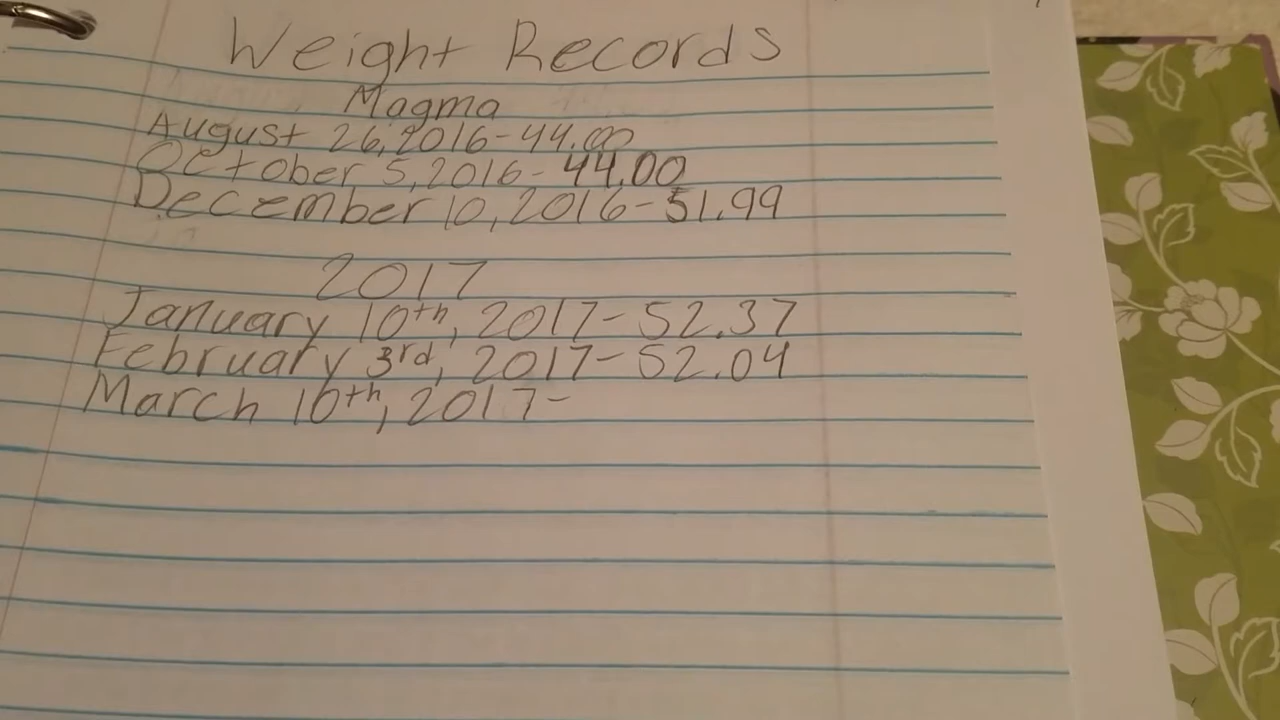 Weight Records
Magma
August 26, 2016-44.00
October 5, 2016-44.00
December 10, 2016-51.99
2017
January 10th, 2017-52.37
February 3rd, 2017-52.04
March 10th, 2017-